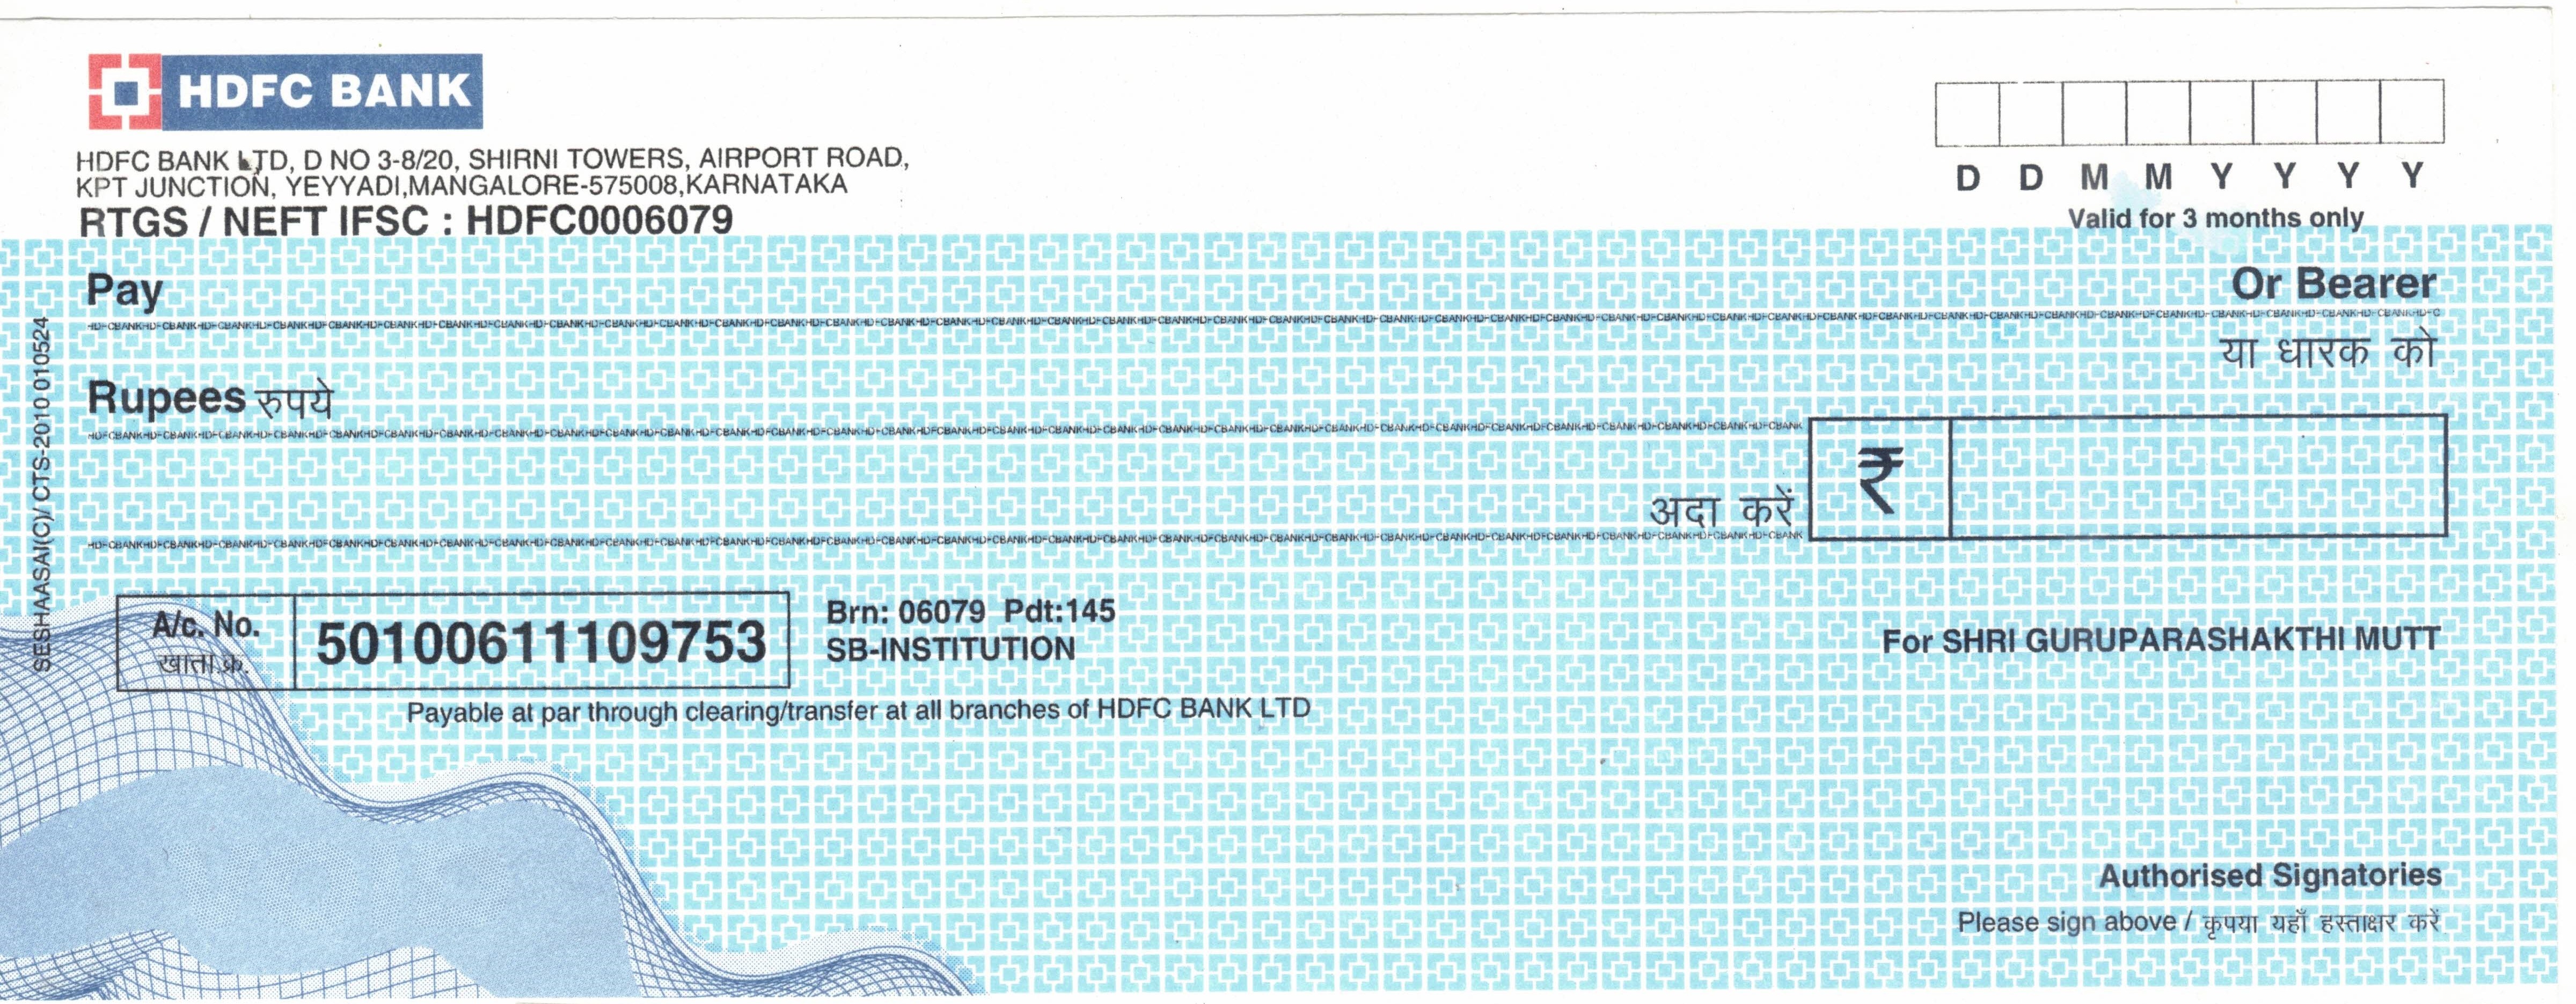 HDFC BANK
HDFC BANK LTD, D NO 3-8/20, SHIRNI TOWERS, AIRPORT ROAD,
KPT JUNCTION, YEYYADI,MANGALORE-575008,KARNATAKA
RTGS / NEFT IFSC : HDFC0006079
D D M M Y Y Y Y
Valid for 3 months only
Pay
Or Bearer
या धारक को
Rupees रुपये
अदा करें
₹
A/c. No.
खाता क्र.
50100611109753
Brn: 06079 Pdt:145
SB-INSTITUTION
For SHRI GURUPARASHAKTHI MUTT
Payable at par through clearing/transfer at all branches of HDFC BANK LTD
Authorised Signatories
Please sign above / कृपया यहाँ हस्ताक्षर करें
SESHAASAI(C)/ CTS-2010 010524